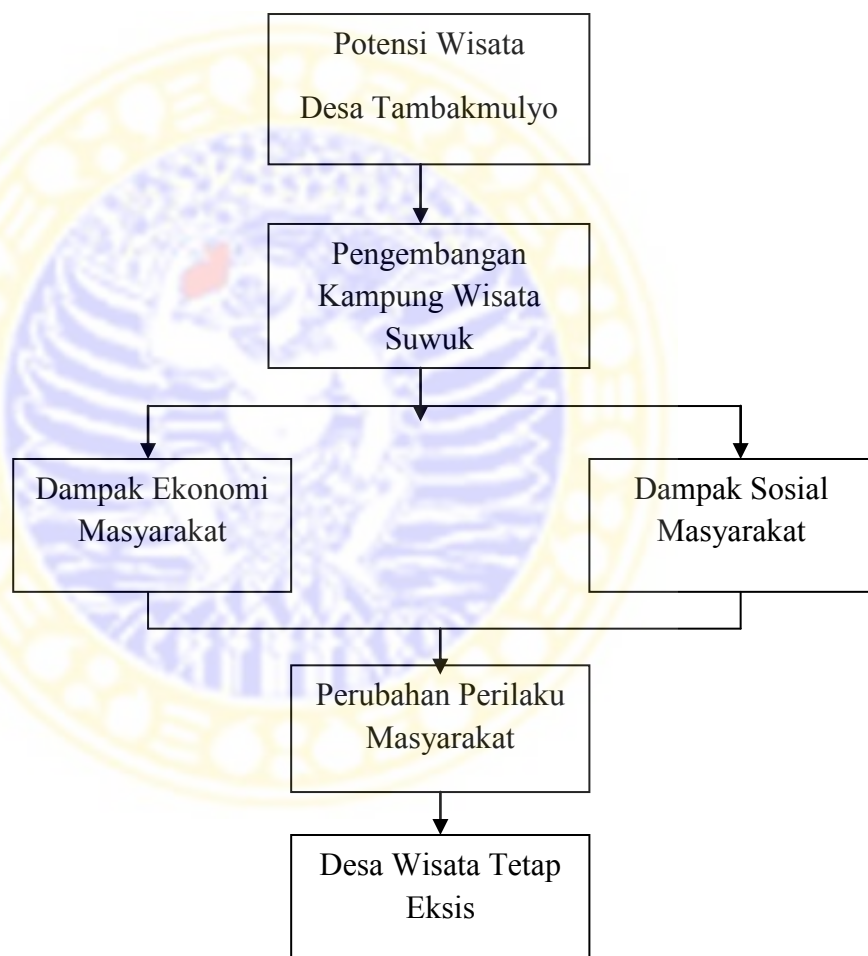 Potensi Wisata
Desa Tambakmulyo
Pengembangan
Kampung Wisata
Suwuk
Dampak Ekonomi
Masyarakat
Dampak Sosial
Masyarakat
Perubahan Perilaku
Masyarakat
Desa Wisata Tetap
Eksis